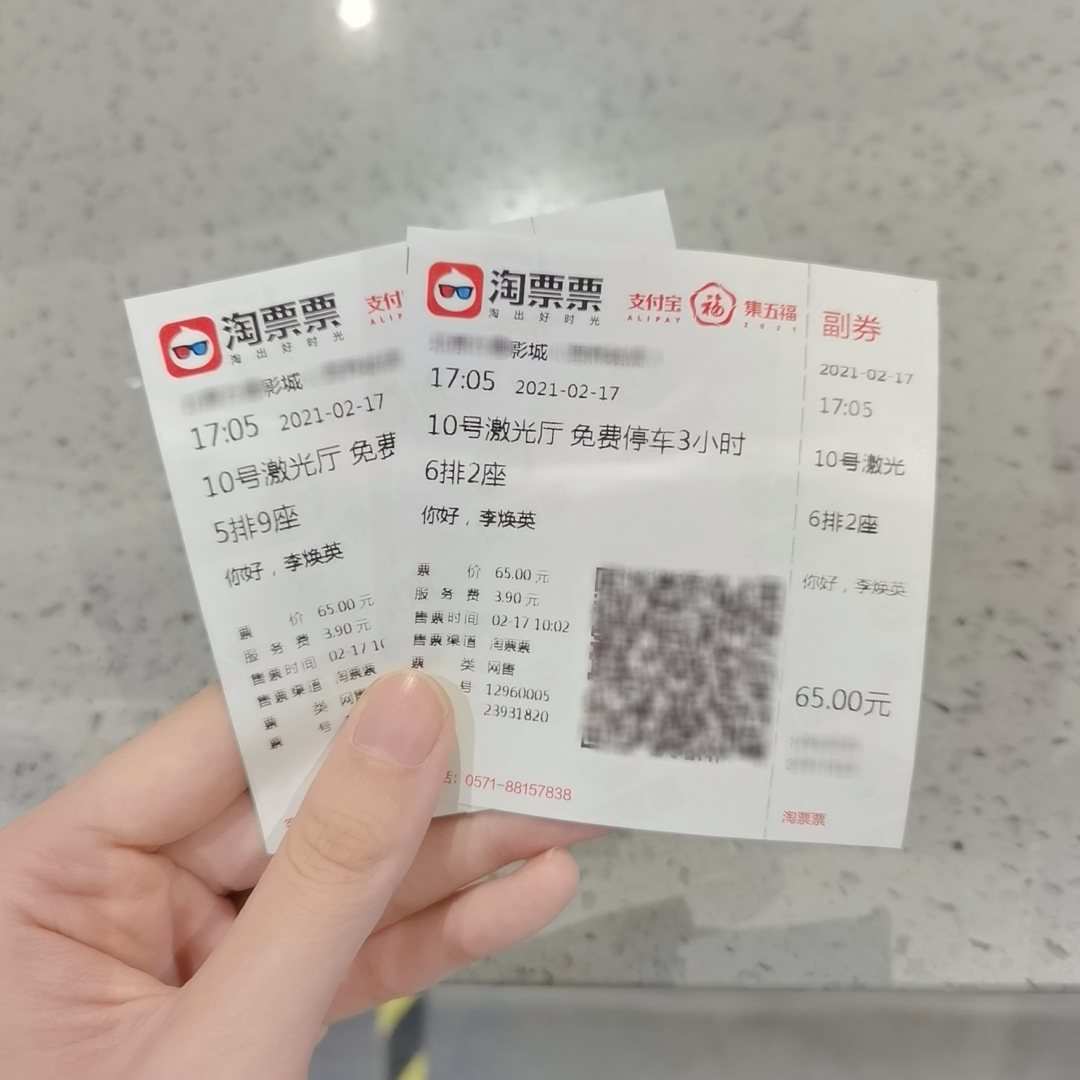 淘票票
淘出好时光
支付
影城
17:05 2021-02-17
10号激光厅 免费
5排9座
你好，李焕英
票 价 65.00元
服务费 3.90元
售票时间 02-17 10
售票渠道 淘票票
票 类 网售
票 号
淘票票
淘出好时光
支付宝
ALIPAY
福
集五福
2021
影城
17:05 2021-02-17
10号激光厅 免费停车3小时
6排2座
你好，李焕英
票 价 65.00元
服务费 3.90元
售票时间 02-17 10:02
售票渠道 淘票票
票 类 网售
号 12960005
23931820
话：0571-88157838
副券
2021-02-17
17:05
10号激光
6排2座
你好，李焕英
65.00元
淘票票